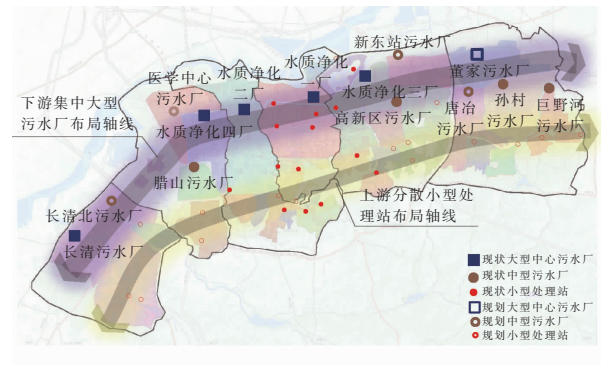 新东站污水厂
水质净化
一厂
董家污水厂
医学中心
污水厂
水质净化
二厂
下游集中大型
污水厂布局轴线
水质净化三厂
高新区污水厂
唐冶
污水厂
孙村
污水厂
巨野河
污水厂
水质净化四厂
腊山污水厂
上游分散小型处
理站布局轴线
长清北污水厂
长清污水厂
现状大型中心污水厂
现状中型污水厂
现状小型处理站
规划大型中心污水厂
规划中型污水厂
规划小型处理站